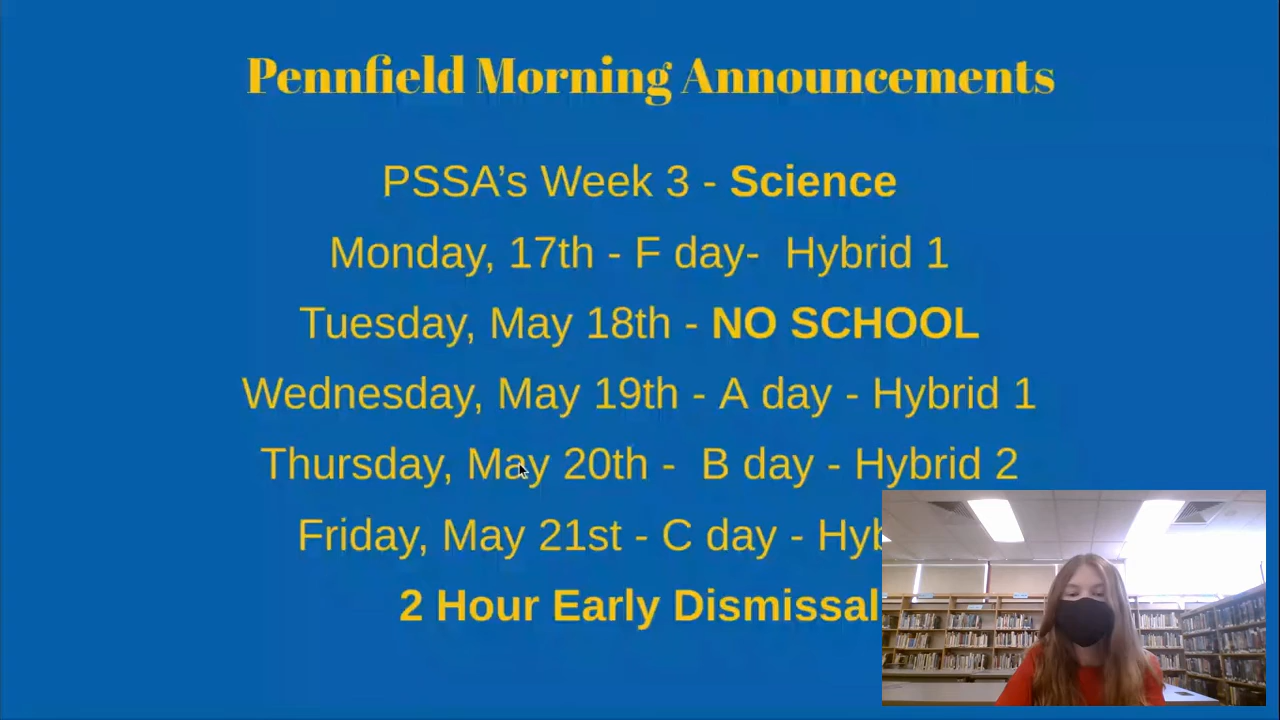 Pennfield Morning Announcements
PSSA’s Week 3 - Science
Monday, 17th - F day-  Hybrid 1
Tuesday, May 18th - NO SCHOOL
Wednesday, May 19th - A day - Hybrid 1
Thursday, May 20th -  B day - Hybrid 2
Friday, May 21st - C day -
2 Hour Early Dismissal